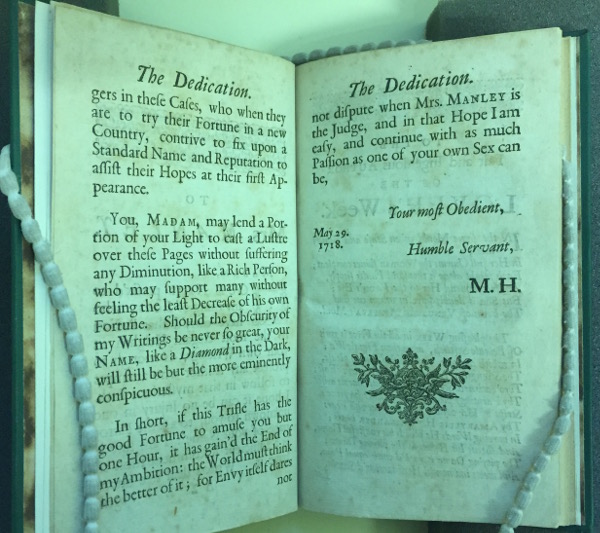 The Dedication.
gers in theſe Caſes, who when they
are to try their Fortune in a new
Country, contrive to fix upon a
Standard Name and Reputation to
aſſiſt their Hopes at their firſt Ap-
pearance.
You, MADAM, may lend a Por-
tion of your Light to caſt a Luſtre
over theſe Pages without ſuffering
any Diminution, like a Rich Perſon,
who may ſupport many without
feeling the leaſt Decreaſe of his own
Fortune. Should the Obſcurity of
my Writings be never ſo great, your
NAME, like a Diamond in the Dark,
will ſtill be but the more eminently
conſpicuous.
In ſhort, if this Trifle has the
good Fortune to amuſe you but
one Hour, it has gain'd the End of
my Ambition: the World muſt think
the better of it; for Envy itſelf dares
not
The Dedication.
not diſpute when Mrs. MANLEY is
the Judge, and in that Hope I am
eaſy, and continue with as much
Paſſion as one of your own Sex can
be,
Your moſt Obedient,
May 29.
1718.
Humble Servant,
M. H.